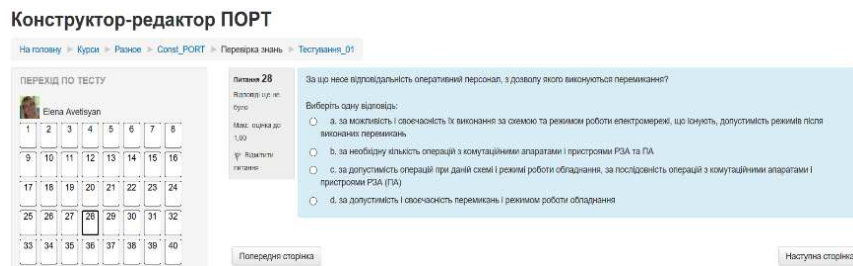 Конструктор-редактор ПОРТ
На головну ► Курси ► Разное ► Const_PORT ► Перевірка знань ► Тестування_01
ПЕРЕХІД ПО ТЕСТУ
Elena Avetisyan
1 2 3 4 5 6 7 8
9 10 11 12 13 14 15 16
17 18 19 20 21 22 23 24
25 26 27 28 29 30 31 32
33 34 35 36 37 38 39 40
Питання 28
Відповіді ще не
було
Макс. оцінка до
1,00
Відмітити
питання
За що несе відповідальність оперативний персонал, з дозволу якого виконуються перемикання?
Виберіть одну відповідь:
a. за можливість і своєчасність їх виконання за схемою та режимом роботи електромережі, що існують, допустимість режимів після
виконаних перемикань
b. за необхідну кількість операцій з комутаційними апаратами і пристроями РЗА та ПА
c. за допустимість операцій при даній схемі і режимі роботи обладнання, за послідовність операцій з комутаційними апаратами і
пристроями РЗА (ПА)
d. за допустимість і своєчасність перемикань і режимом роботи обладнання
Попередня сторінка
Наступна сторінка